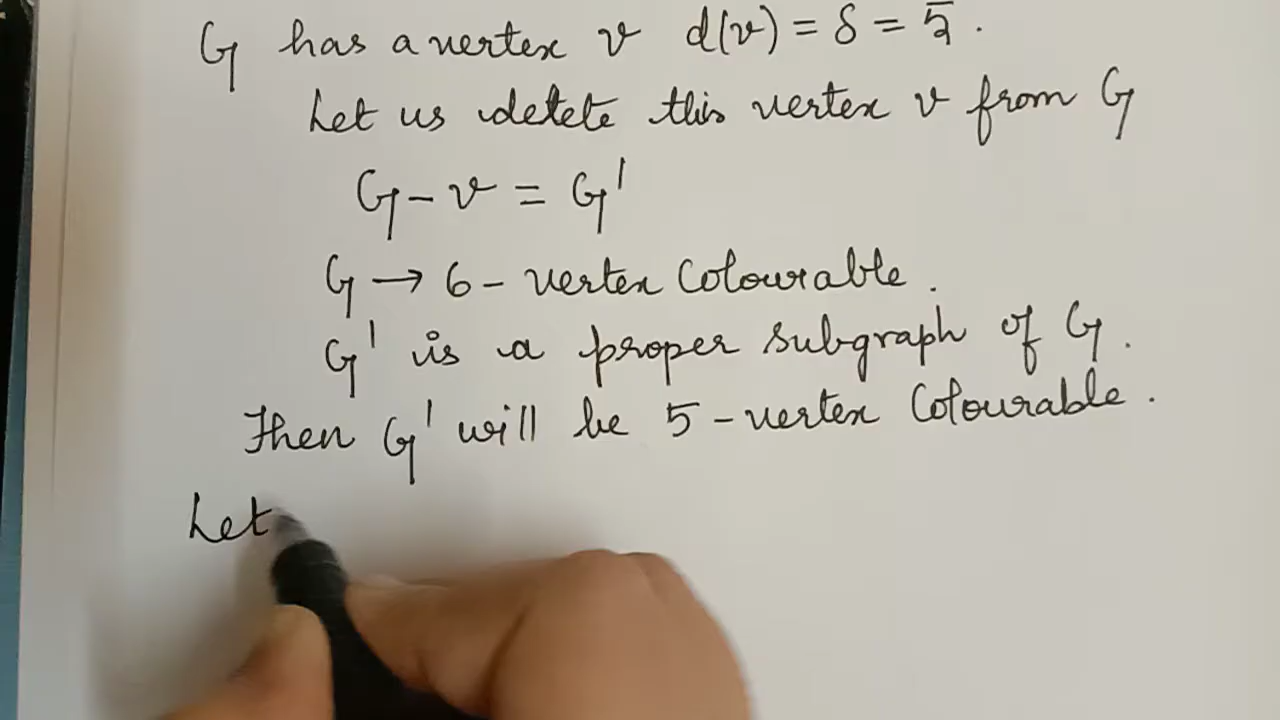 G has a vertex v d(v) = δ = 5.
Let us delete this vertex v from G
G - v = G'
G → 6 - vertex Colourable.
G' is a proper subgraph of G.
Then G' will be 5 - vertex Colourable.
Let